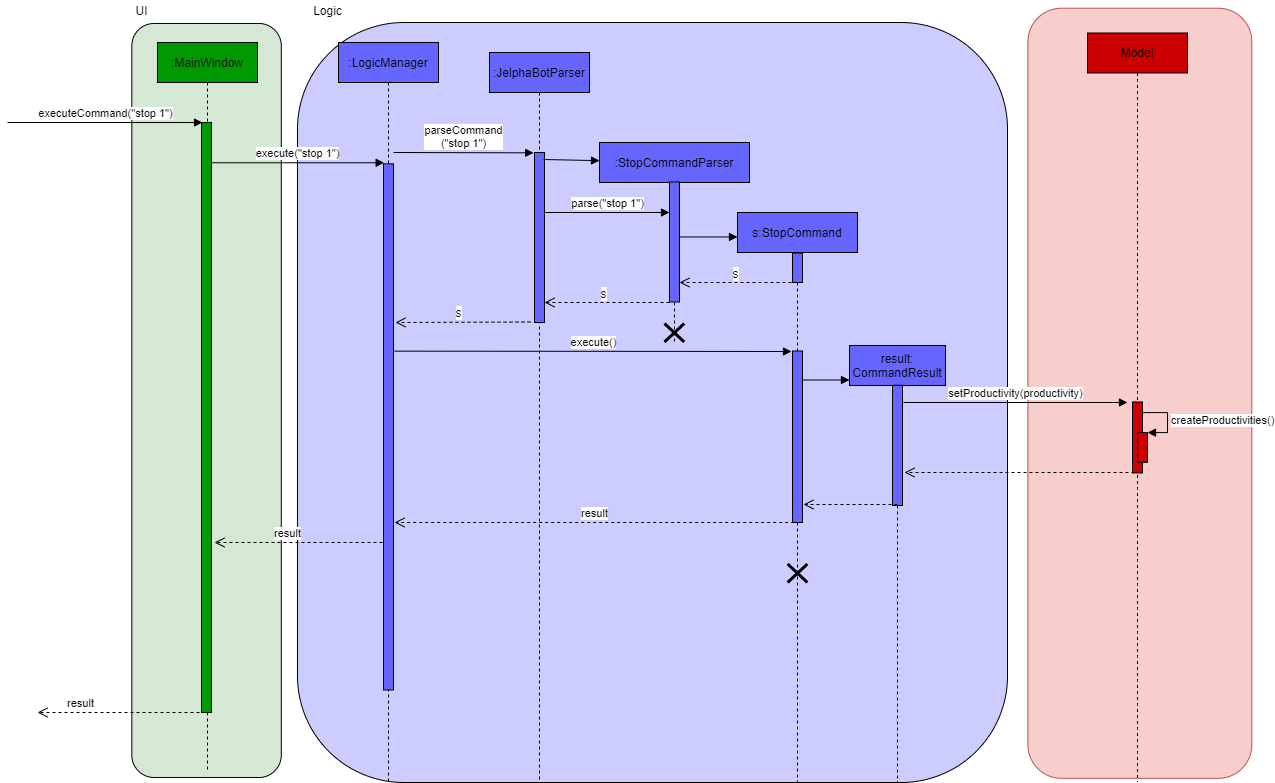 UI
Logic
:MainWindow
:LogicManager
:JelphaBotParser
Model
executeCommand("stop 1")
execute("stop 1")
parseCommand
("stop 1")
:StopCommandParser
parse("stop 1")
s:StopCommand
s
s
s
execute()
result:
CommandResult
setProductivity(productivity)
createProductivities()
result
result
result